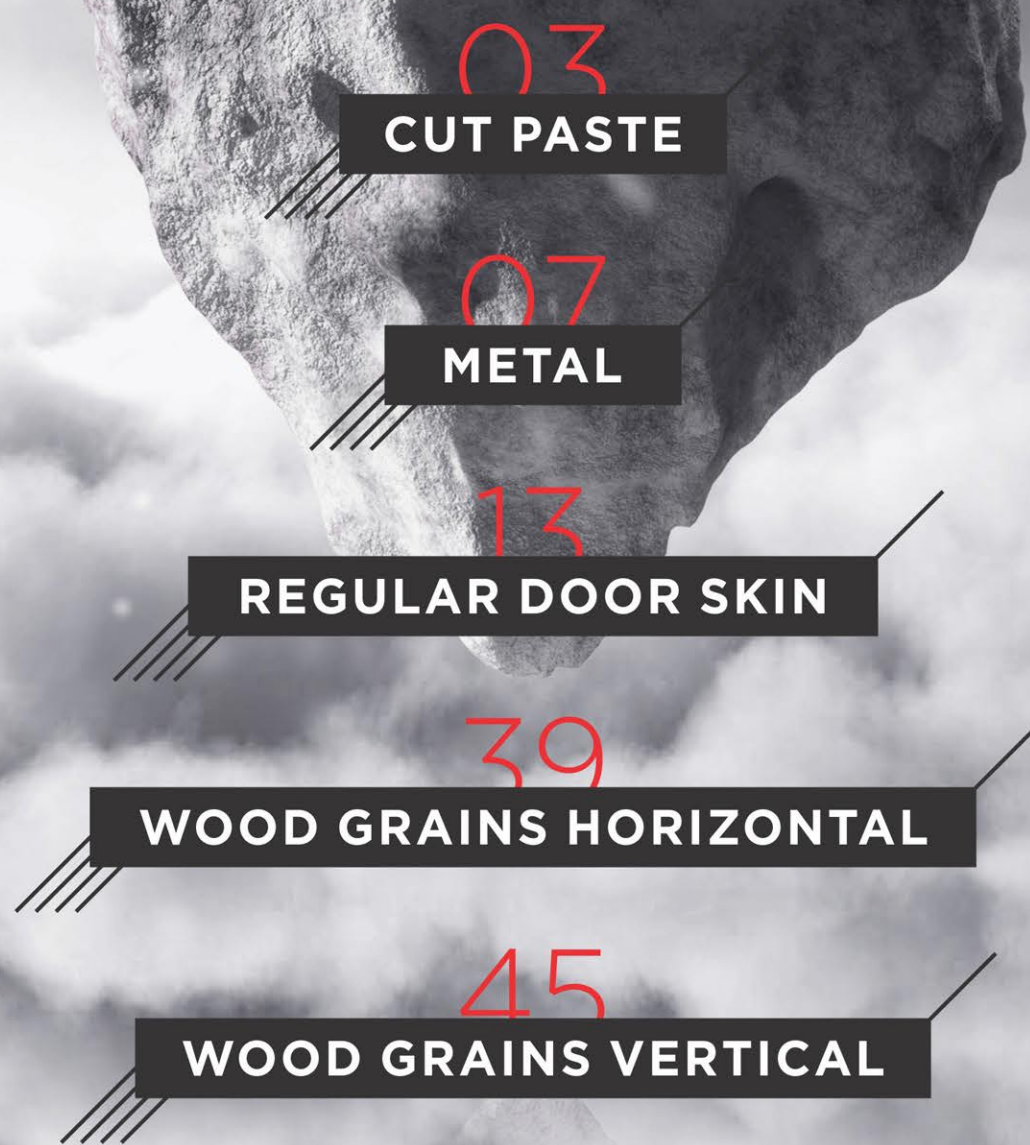 03
CUT PASTE
07
METAL
13
REGULAR DOOR SKIN
39
WOOD GRAINS HORIZONTAL
45
WOOD GRAINS VERTICAL